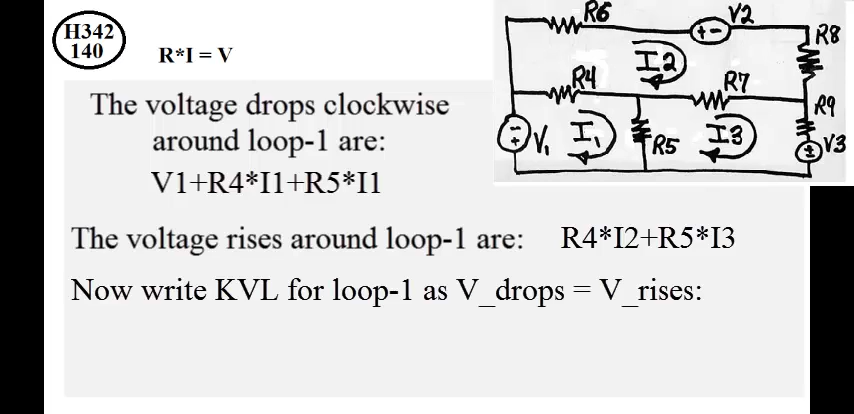 H342
140
R*I = V
The voltage drops clockwise
around loop-1 are:
V1+R4*I1+R5*I1
The voltage rises around loop-1 are: R4*I2+R5*I3
Now write KVL for loop-1 as V_drops = V_rises:
R6
V2
+ -
R8
I2
R4
R7
R9
- +
V1
I1
R5
I3
±
V3